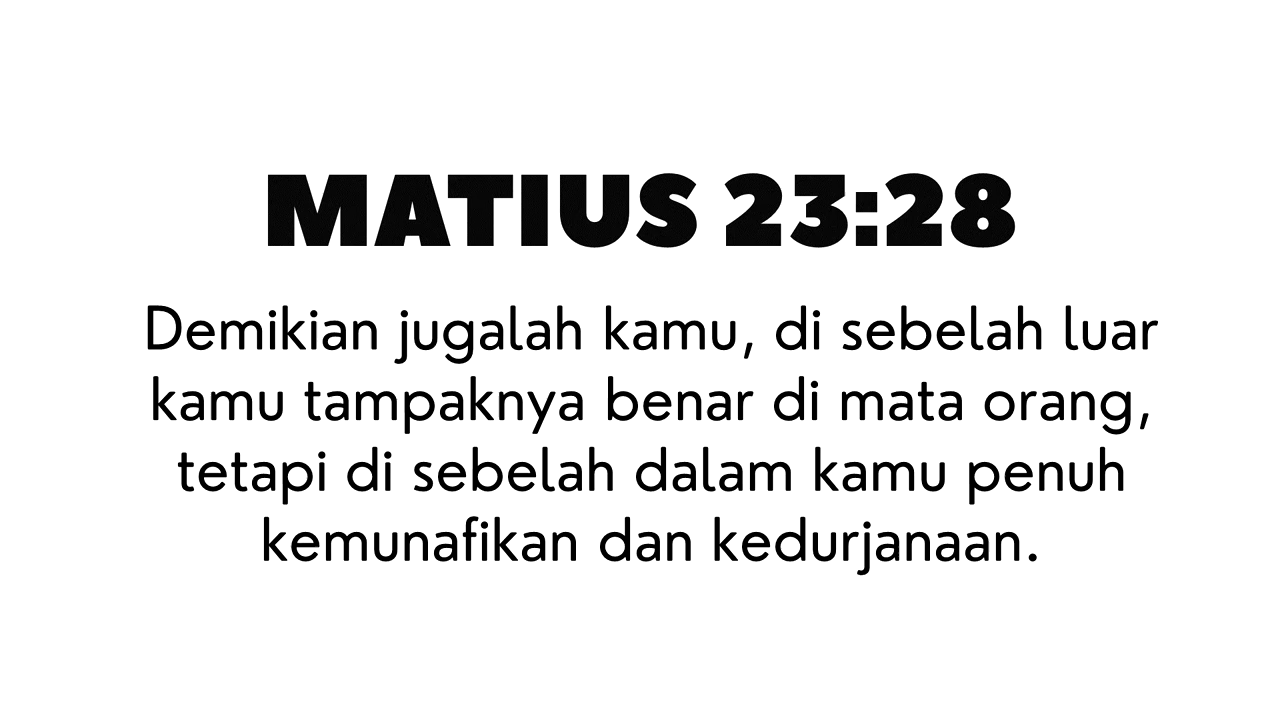 MATIUS 23:28
Demikian jugalah kamu, di sebelah luar
kamu tampaknya benar di mata orang,
tetapi di sebelah dalam kamu penuh
kemunafikan dan kedurjanaan.